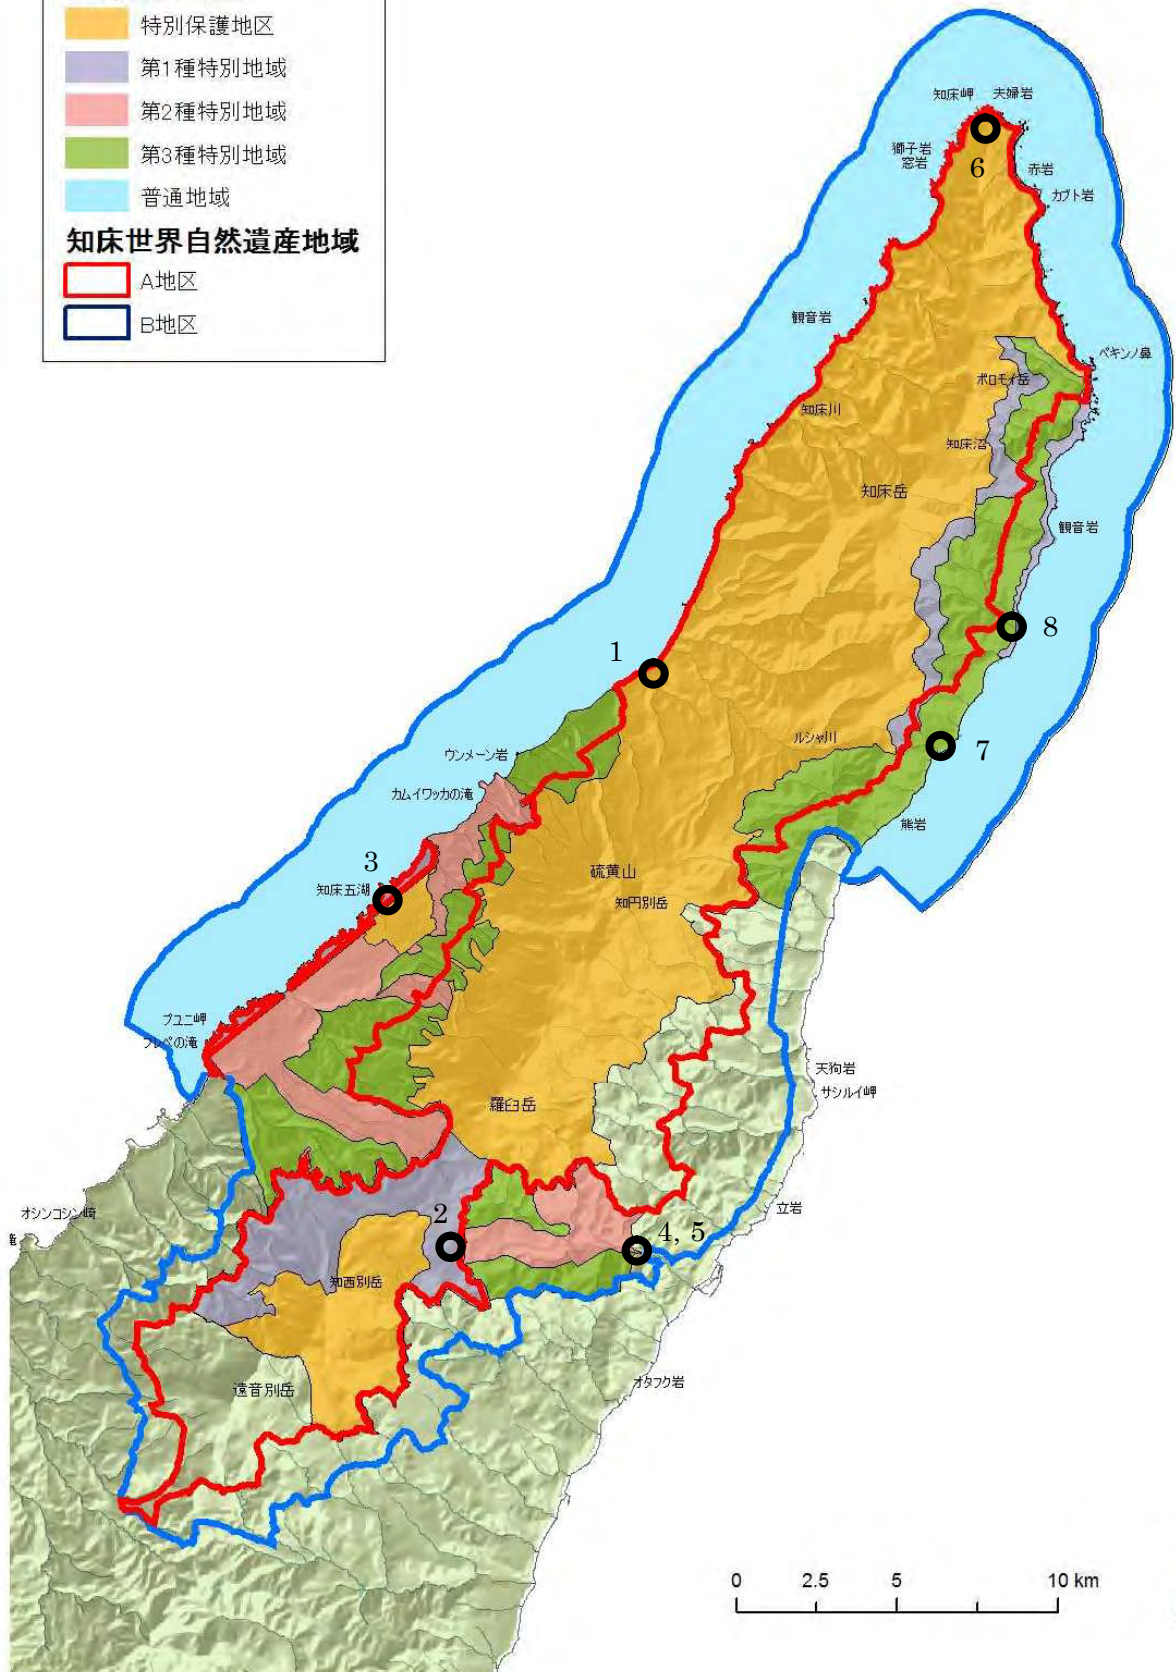 特別保護地区
第1種特別地域
第2種特別地域
第3種特別地域
普通地域
知床世界自然遺産地域
A地区
B地区
知床岬
夫婦岩
獅子岩
窓岩
6
赤岩
カブト岩
観音岩
ペキンノ鼻
ポロモイ岳
知床川
知床沼
知床岳
観音岩
8
1
ルシャ川
7
ウンメーン岩
カムイワッカの滝
熊岩
3
知床五湖
硫黄山
知円別岳
プユニ岬
フレペの滝
天狗岩
サシルイ岬
羅臼岳
オシンコシン崎
滝
2
4, 5
立岩
知西別岳
遠音別岳
オタフク岩
0 2.5 5 10 km